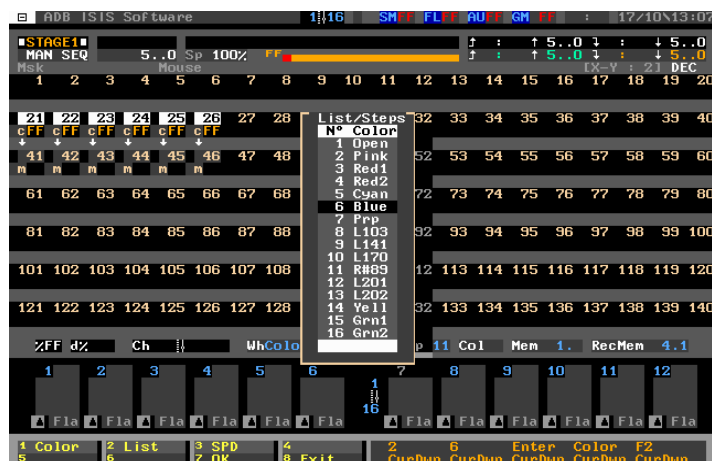 ADB ISIS Software 1 16 SMFF FLFF AUFF GM FF : 17/10\13:07
STAGE1
MAN SEQ 5..0 Sp 100% FF
↑ : ↑ 5..0 ↓ : ↓ 5..0
↑ : ↑ 5..0 ↓ : ↓ 5..0
Msk Mouse [X-Y : 2] DEC
1 2 3 4 5 6 7 8 9 10 11 12 13 14 15 16 17 18 19 20
21 22 23 24 25 26 27 28 32 33 34 35 36 37 38 39 40
cFF cFF cFF cFF cFF cFF
41 42 43 44 45 46 47 48 52 53 54 55 56 57 58 59 60
m m m m m m
61 62 63 64 65 66 67 68 72 73 74 75 76 77 78 79 80
81 82 83 84 85 86 87 88 92 93 94 95 96 97 98 99 100
101 102 103 104 105 106 107 108 12 113 114 115 116 117 118 119 120
121 122 123 124 125 126 127 128 32 133 134 135 136 137 138 139 140
List/Steps
N° Color
1 Open
2 Pink
3 Red1
4 Red2
5 Cyan
6 Blue
7 Prp
8 L103
9 L141
10 L170
11 R#89
12 L201
13 L202
14 Yell
15 Grn1
16 Grn2
%FF d% Ch WhColo p 11 Col Mem 1. RecMem 4.1
1 2 3 4 5 6 7 8 9 10 11 12
1
16
Fla Fla Fla Fla Fla Fla Fla Fla Fla Fla Fla Fla
1 Color 2 List 3 SPD 4 2 6 Enter Color F2
5 6 7 OK 8 Exit CurDwn CurDwn CurDwn CurDwn CurDwn